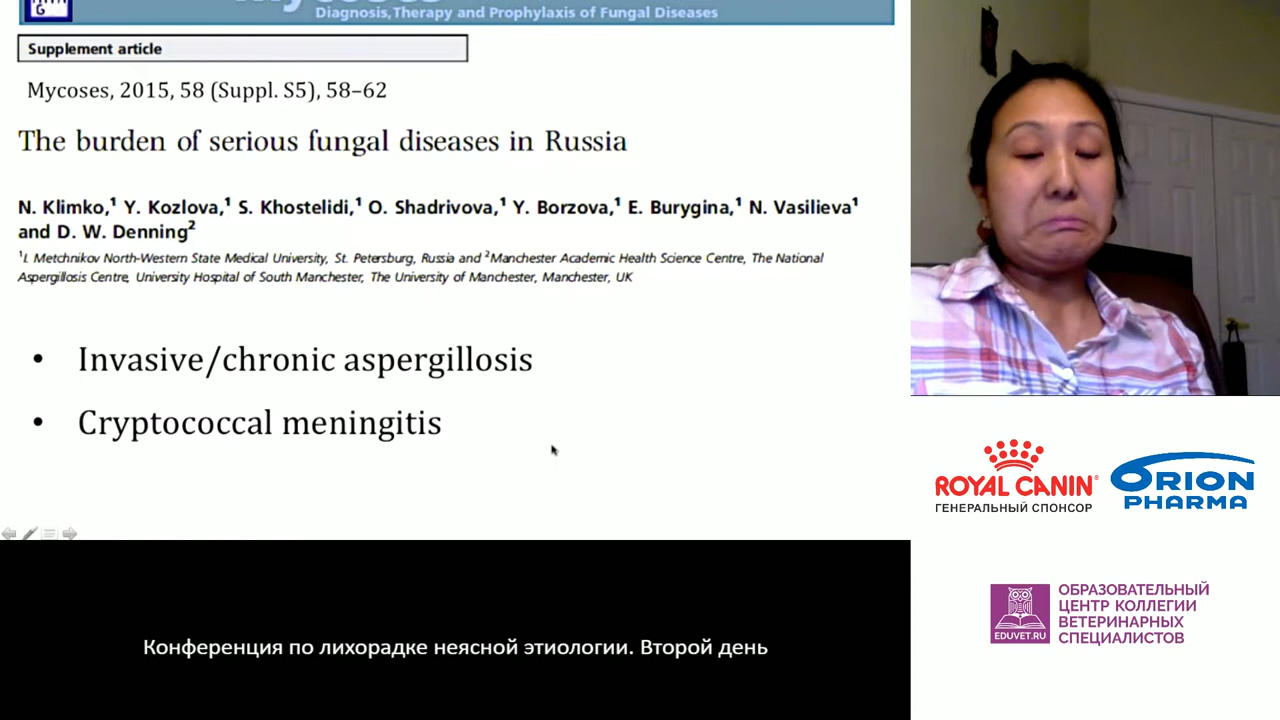 Mycoses
Diagnosis, Therapy and Prophylaxis of Fungal Diseases
Supplement article
Mycoses, 2015, 58 (Suppl. S5), 58–62
The burden of serious fungal diseases in Russia
N. Klimko,¹ Y. Kozlova,¹ S. Khostelidi,¹ O. Shadrivova,¹ Y. Borzova,¹ E. Burygina,¹ N. Vasilieva¹
and D. W. Denning²
¹I. Metchnikov North-Western State Medical University, St. Petersburg, Russia and ²Manchester Academic Health Science Centre, The National
Aspergillosis Centre, University Hospital of South Manchester, The University of Manchester, Manchester, UK
• Invasive/chronic aspergillosis
• Cryptococcal meningitis
ROYAL CANIN®
ГЕНЕРАЛЬНЫЙ СПОНСОР
ORION
PHARMA
EDUVET.RU
ОБРАЗОВАТЕЛЬНЫЙ
ЦЕНТР КОЛЛЕГИИ
ВЕТЕРИНАРНЫХ
СПЕЦИАЛИСТОВ
Конференция по лихорадке неясной этиологии. Второй день